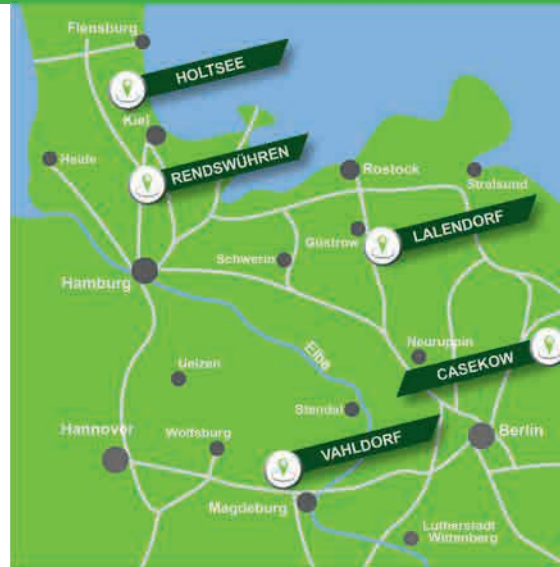 Flensburg
HOLTSEE
Kiel
Heide
RENDSWÜHREN
Rostock
Stralsund
LALENDORF
Güstrow
Schwerin
Hamburg
Neuruppin
CASEKOW
Elbe
Uelzen
Stendal
Berlin
Hannover
Wolfsburg
VAHLDORF
Magdeburg
Lutherstadt
Wittenberg